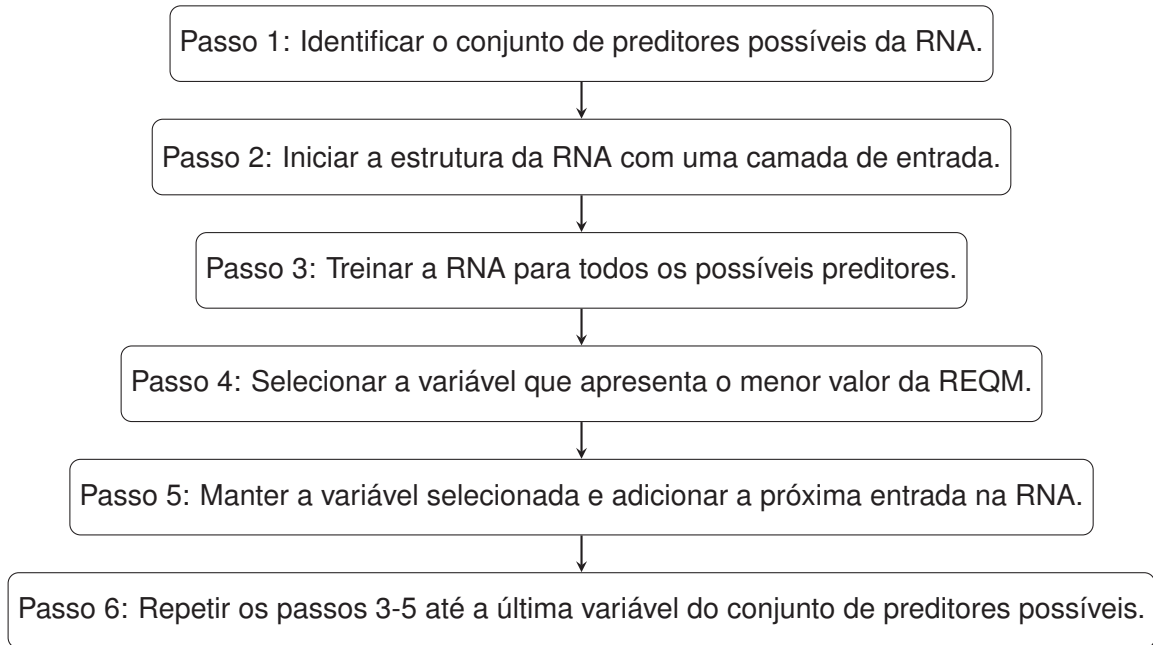 Passo 1: Identificar o conjunto de preditores possíveis da RNA.
Passo 2: Iniciar a estrutura da RNA com uma camada de entrada.
Passo 3: Treinar a RNA para todos os possíveis preditores.
Passo 4: Selecionar a variável que apresenta o menor valor da REQM.
Passo 5: Manter a variável selecionada e adicionar a próxima entrada na RNA.
Passo 6: Repetir os passos 3-5 até a última variável do conjunto de preditores possíveis.